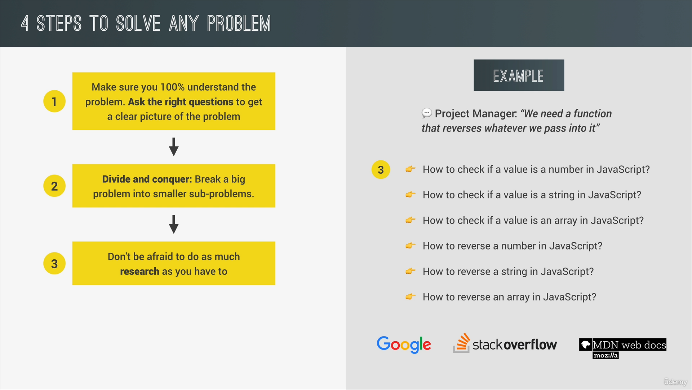 4 STEPS TO SOLVE ANY PROBLEM
1
Make sure you 100% understand the
problem. Ask the right questions to get
a clear picture of the problem
2
Divide and conquer: Break a big
problem into smaller sub-problems.
3
Don't be afraid to do as much
research as you have to
EXAMPLE
Project Manager: “We need a function
that reverses whatever we pass into it”
3
How to check if a value is a number in JavaScript?
How to check if a value is a string in JavaScript?
How to check if a value is an array in JavaScript?
How to reverse a number in JavaScript?
How to reverse a string in JavaScript?
How to reverse an array in JavaScript?
Google
stackoverflow
MDN web docs
moz://a
ûdemy